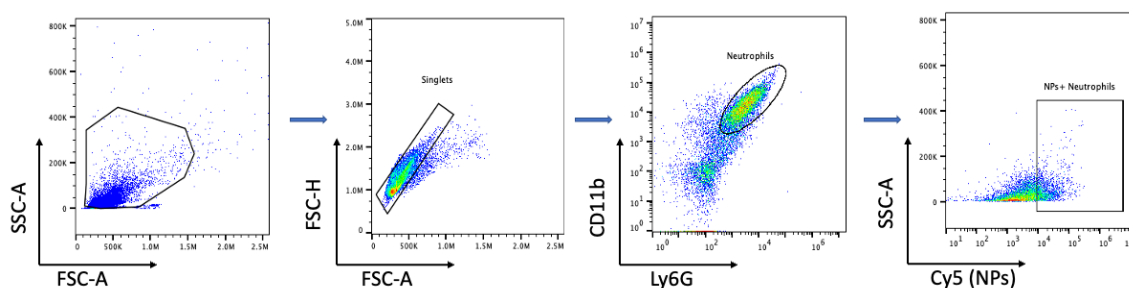 800K
600K
400K
200K
0
SSC-A
500K
1.0M
1.5M
2.0M
2.5M
FSC-A
5.0M
4.0M
3.0M
2.0M
1.0M
0
FSC-H
Singlets
0
500K
1.0M
1.5M
2.0M
2.5M
FSC-A
10^7
10^6
10^5
10^4
10^3
10^2
10^1
10^0
CD11b
Neutrophils
10^0
10^2
10^4
10^6
Ly6G
800K
600K
400K
200K
0
SSC-A
NPs+ Neutrophils
10^1
10^2
10^3
10^4
10^5
10^6
Cy5 (NPs)